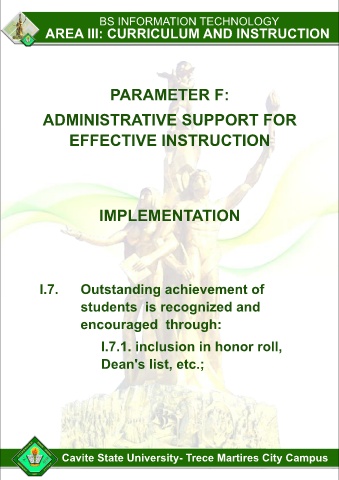 BS INFORMATION TECHNOLOGY
AREA III: CURRICULUM AND INSTRUCTION
PARAMETER F:
ADMINISTRATIVE SUPPORT FOR
EFFECTIVE INSTRUCTION
IMPLEMENTATION
I.7. Outstanding achievement of
students is recognized and
encouraged through:
I.7.1. inclusion in honor roll,
Dean's list, etc.;
Cavite State University- Trece Martires City Campus